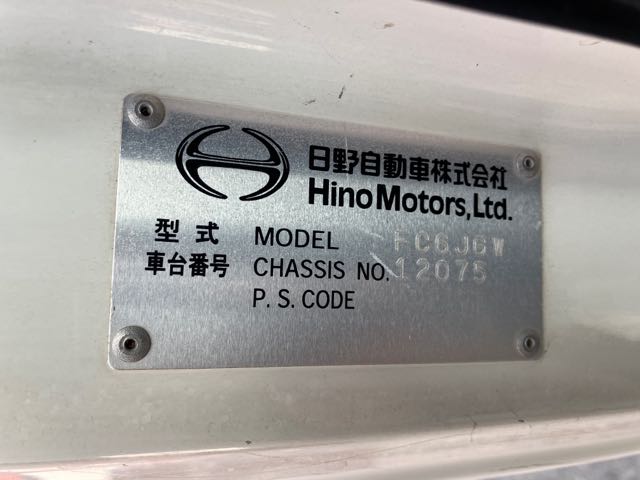 日野自動車株式会社
Hino Motors, Ltd.
型式 MODEL FC6J6W
車台番号 CHASSIS NO. 12075
P. S. CODE